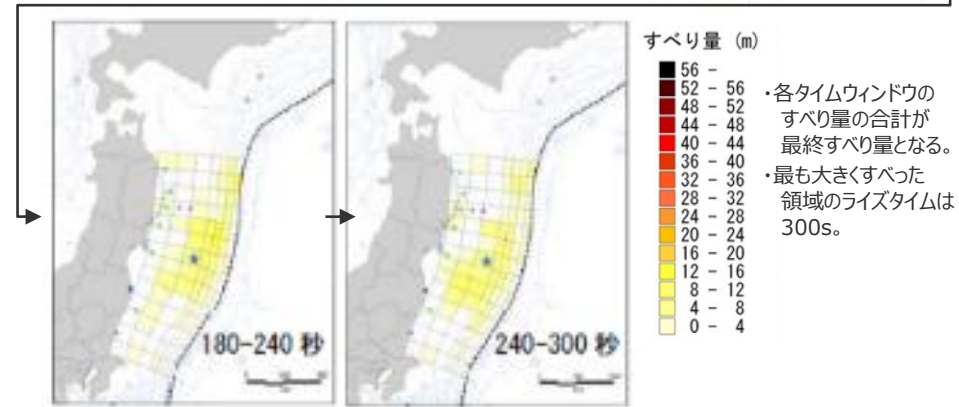 すべり量 (m)
56 -
52 - 56
48 - 52
44 - 48
40 - 44
36 - 40
32 - 36
28 - 32
24 - 28
20 - 24
16 - 20
12 - 16
8 - 12
4 - 8
0 - 4
・各タイムウィンドウの
すべり量の合計が
最終すべり量となる。
・最も大きくすべった
領域のライズタイムは
300s。
180-240 秒
240-300 秒